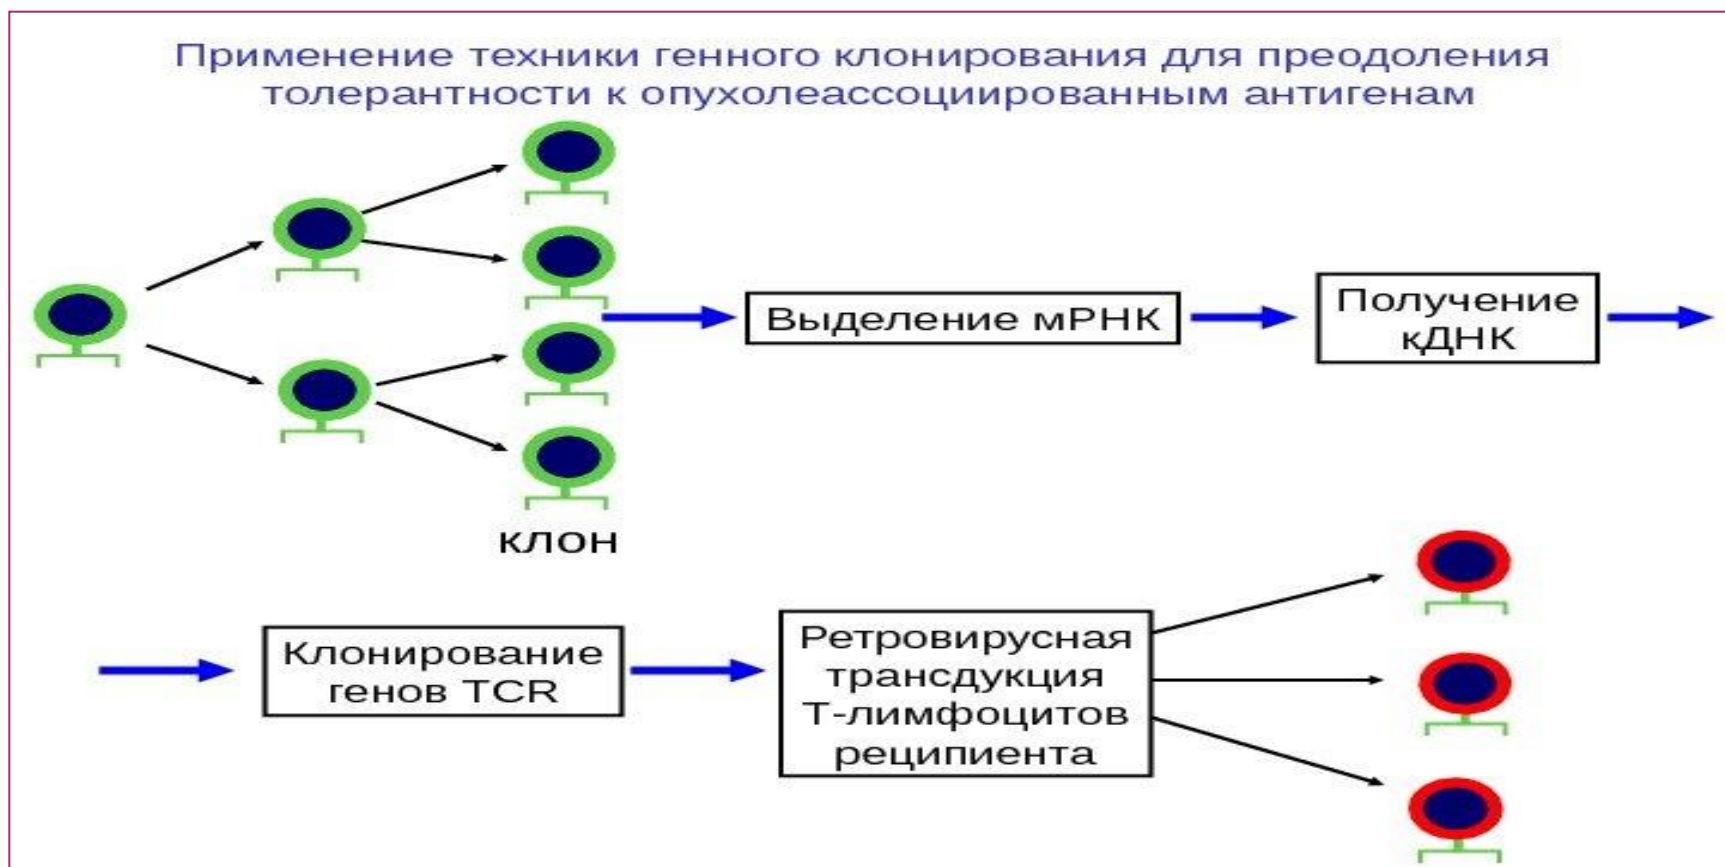 Применение техники генного клонирования для преодоления
толерантности к опухолеассоциированным антигенам
Выделение мРНК
Получение
кДНК
клон
Клонирование
генов TCR
Ретровирусная
трансдукция
Т-лимфоцитов
реципиента